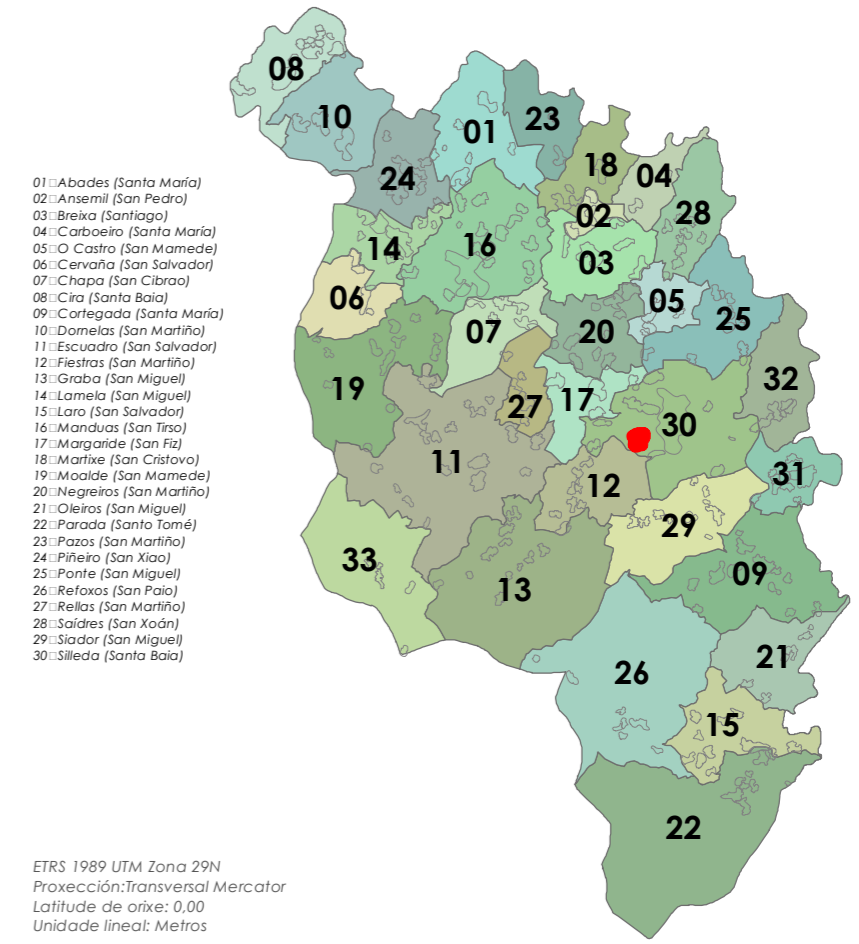 08
10
01
23
24
18
04
02
28
14
16
03
06
05
07
20
25
19
17
32
27
30
11
12
31
29
33
13
09
26
21
15
22
01□Abades (Santa María)
02□Ansemil (San Pedro)
03□Breixa (Santiago)
04□Carboeiro (Santa María)
05□O Castro (San Mamede)
06□Cervaña (San Salvador)
07□Chapa (San Cibrao)
08□Cira (Santa Baia)
09□Cortegada (Santa María)
10□Dornelas (San Martiño)
11□Escuadro (San Salvador)
12□Fiestras (San Martiño)
13□Graba (San Miguel)
14□Lamela (San Miguel)
15□Laro (San Salvador)
16□Manduas (San Tirso)
17□Margaride (San Fiz)
18□Martixe (San Cristovo)
19□Moalde (San Mamede)
20□Negreiros (San Martiño)
21□Oleiros (San Miguel)
22□Parada (Santo Tomé)
23□Pazos (San Martiño)
24□Piñeiro (San Xiao)
25□Ponte (San Miguel)
26□Refoxos (San Paio)
27□Rellas (San Martiño)
28□Saídres (San Xoán)
29□Siador (San Miguel)
30□Silleda (Santa Baia)
ETRS 1989 UTM Zona 29N
Proxección:Transversal Mercator
Latitude de orixe: 0,00
Unidade lineal: Metros